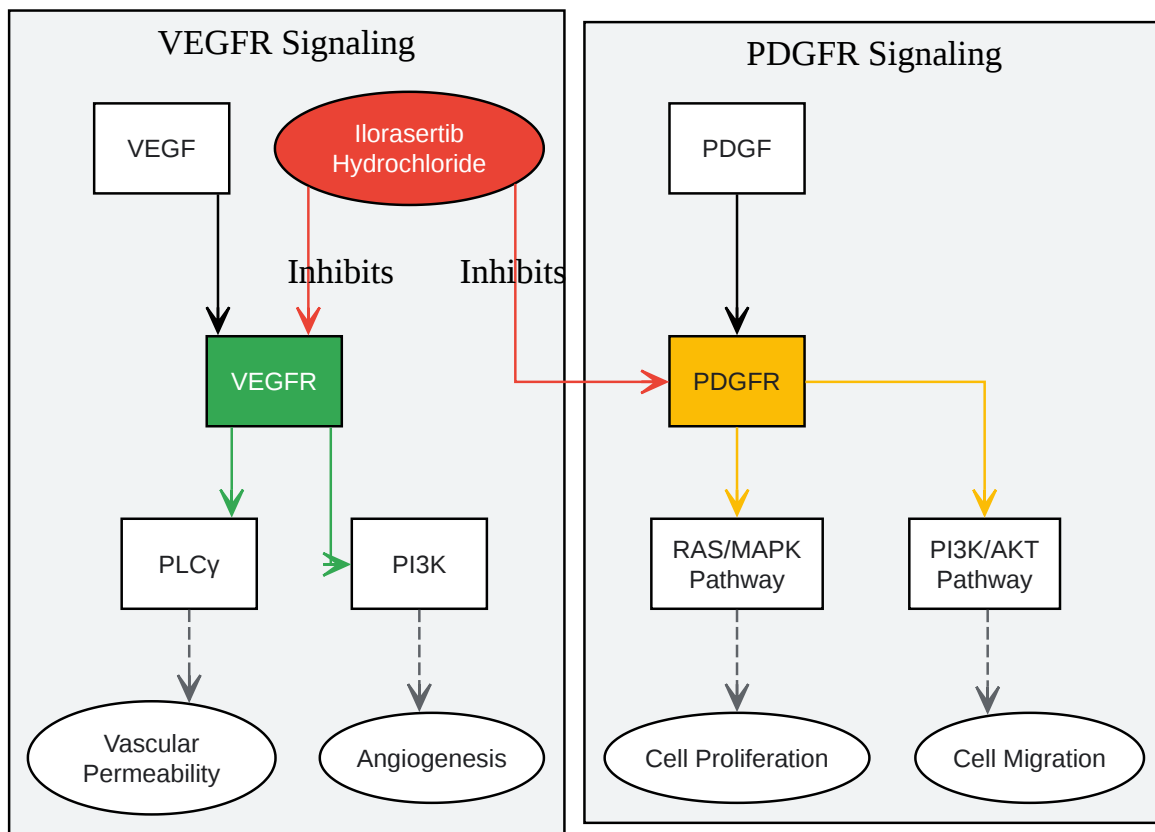 VEGFR Signaling
PDGFR Signaling
VEGF
Ilorasertib
Hydrochloride
PDGF
Inhibits
Inhibits
VEGFR
PDGFR
PLCγ
PI3K
RAS/MAPK
Pathway
PI3K/AKT
Pathway
Vascular
Permeability
Angiogenesis
Cell Proliferation
Cell Migration